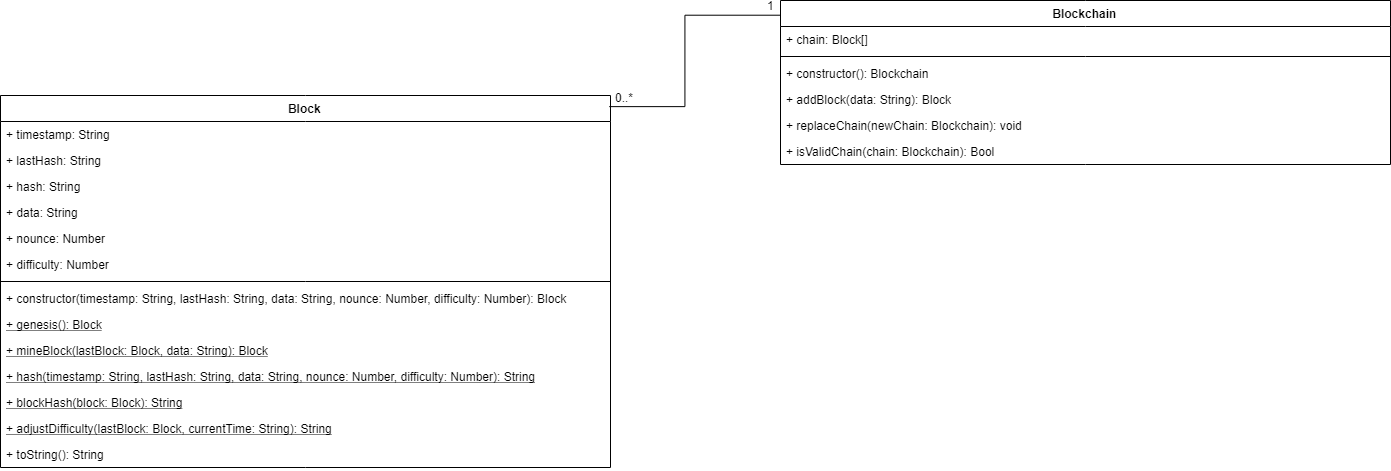 1
Blockchain
+ chain: Block[]
+ constructor(): Blockchain
+ addBlock(data: String): Block
+ replaceChain(newChain: Blockchain): void
+ isValidChain(chain: Blockchain): Bool
0..*
Block
+ timestamp: String
+ lastHash: String
+ hash: String
+ data: String
+ nounce: Number
+ difficulty: Number
+ constructor(timestamp: String, lastHash: String, data: String, nounce: Number, difficulty: Number): Block
+ genesis(): Block
+ mineBlock(lastBlock: Block, data: String): Block
+ hash(timestamp: String, lastHash: String, data: String, nounce: Number, difficulty: Number): String
+ blockHash(block: Block): String
+ adjustDifficulty(lastBlock: Block, currentTime: String): String
+ toString(): String